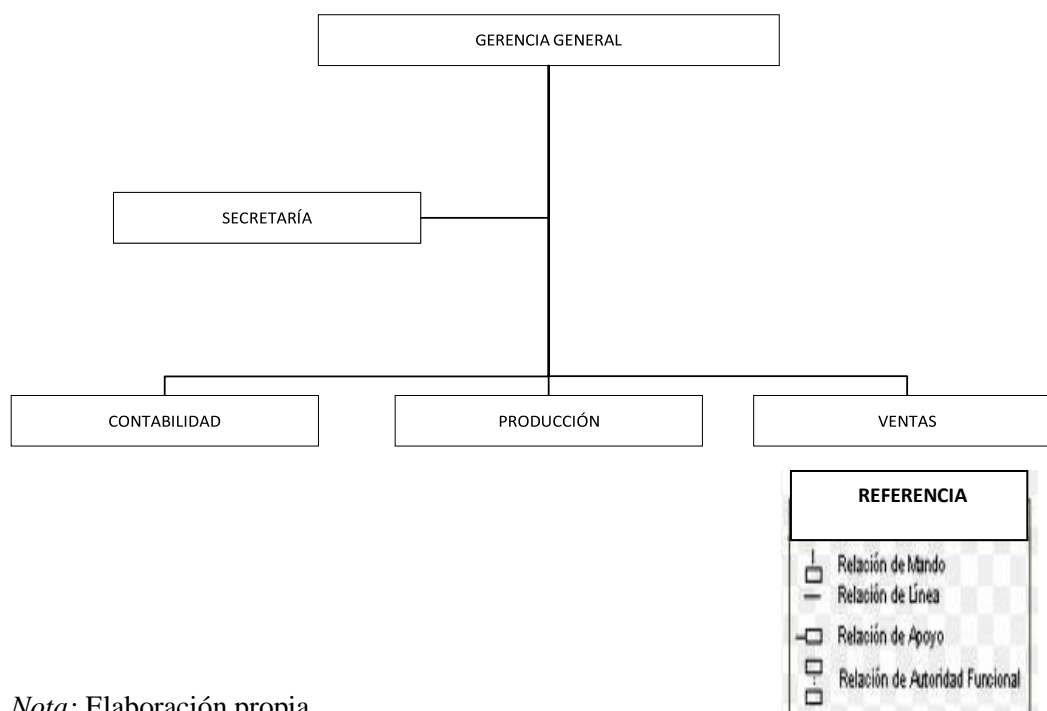 GERENCIA GENERAL
SECRETARÍA
CONTABILIDAD
PRODUCCIÓN
VENTAS
REFERENCIA
Relación de Mando
Relación de Línea
Relación de Apoyo
Relación de Autoridad Funcional
Nota: Elaboración propia